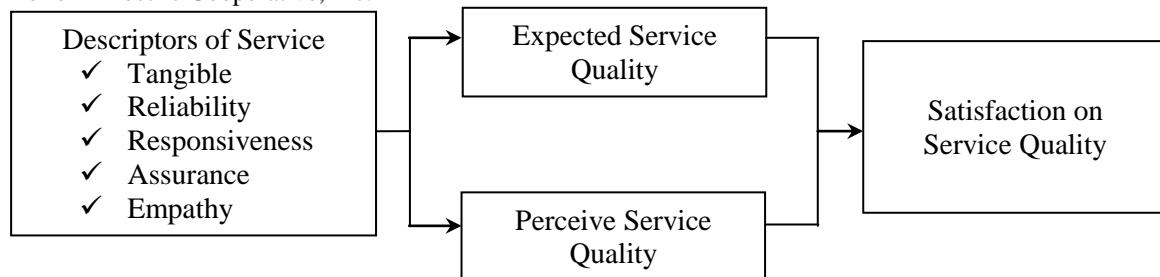 Descriptors of Service
✓ Tangible
✓ Reliability
✓ Responsiveness
✓ Assurance
✓ Empathy
Expected Service
Quality
Perceive Service
Quality
Satisfaction on
Service Quality